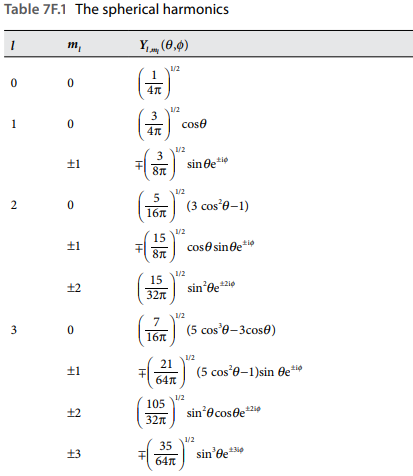 Table 7F.1 The spherical harmonics
l m_l Y_{l,m_l}(θ,ϕ)
0 0 (1/4π)^{1/2}
1 0 (3/4π)^{1/2} cosθ
±1 ∓(3/8π)^{1/2} sinθe^{±iϕ}
2 0 (5/16π)^{1/2} (3 cos²θ−1)
±1 ∓(15/8π)^{1/2} cosθ sinθe^{±iϕ}
±2 (15/32π)^{1/2} sin²θe^{±2iϕ}
3 0 (7/16π)^{1/2} (5 cos³θ−3cosθ)
±1 ∓(21/64π)^{1/2} (5 cos²θ−1)sin θe^{±iϕ}
±2 (105/32π)^{1/2} sin²θ cosθe^{±2iϕ}
±3 ∓(35/64π)^{1/2} sin³θe^{±3iϕ}